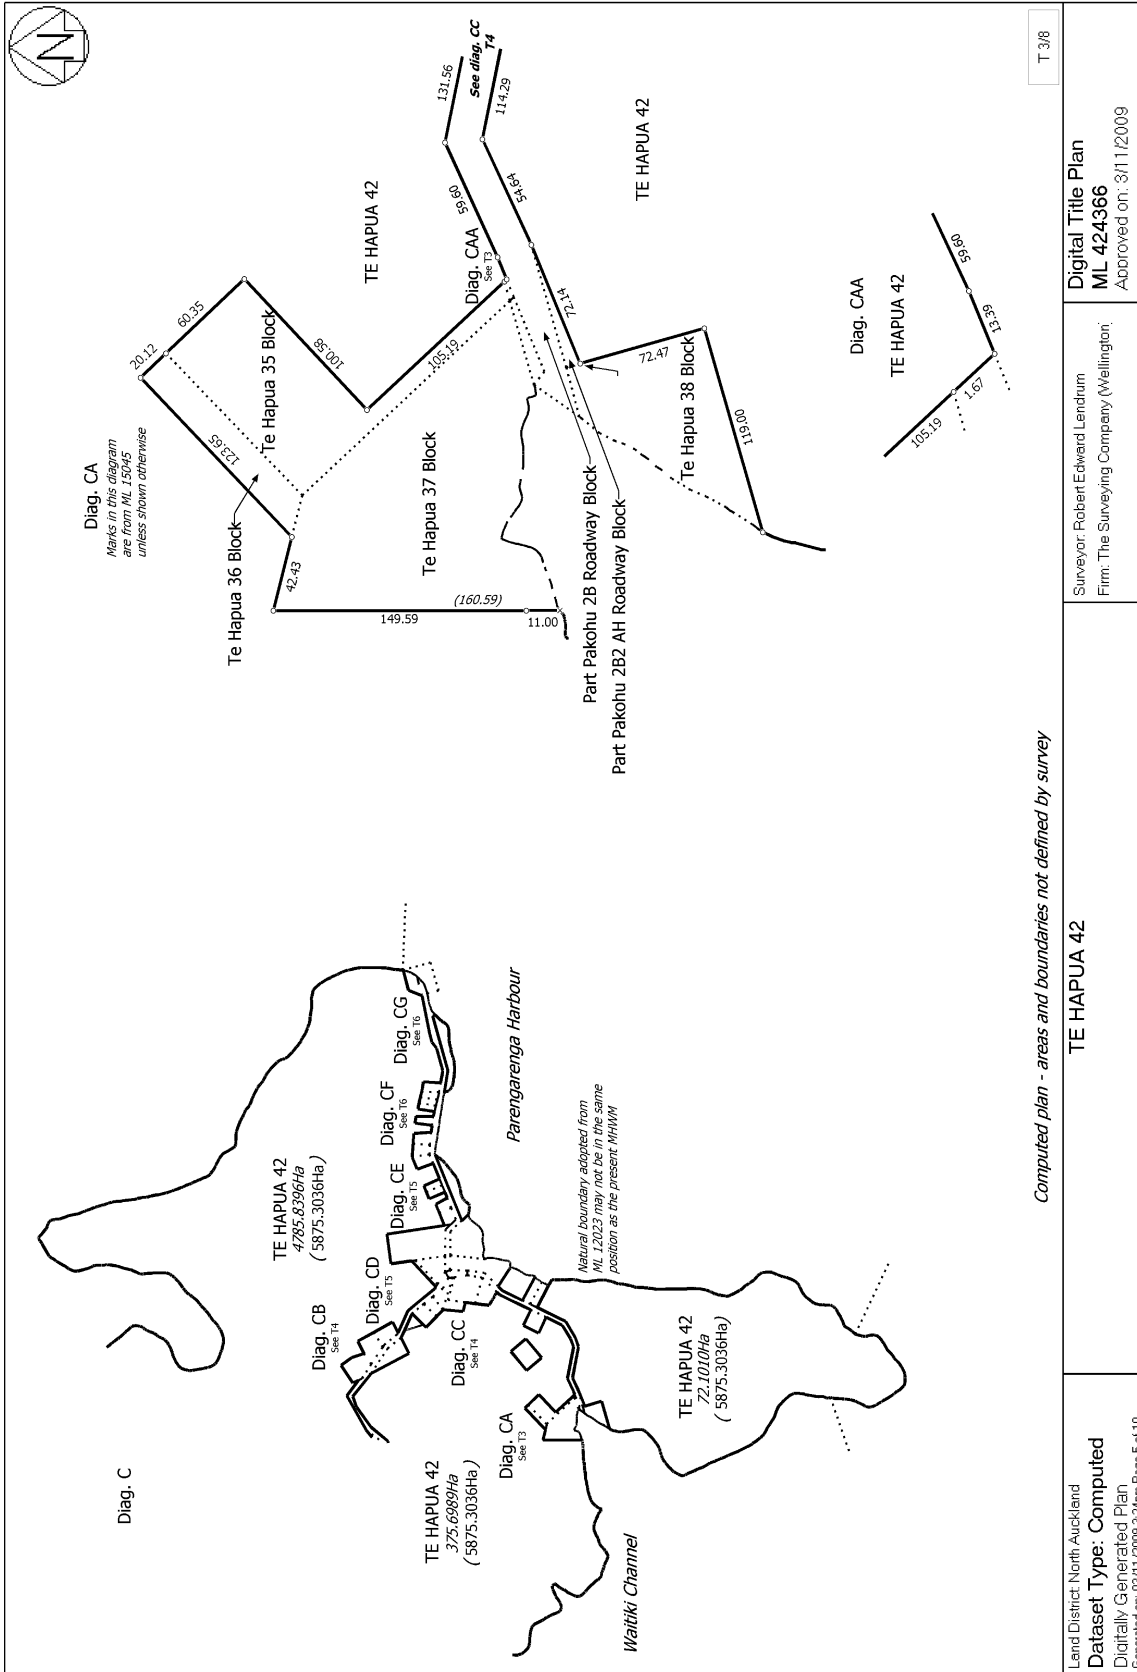 N
Diag. C
TE HAPUA 42
375.6989Ha
(5875.3036Ha)
Waitiki Channel
Diag. CA
See T3
Diag. CB
See T4
Diag. CC
See T4
Diag. CD
See T5
TE HAPUA 42
4785.8396Ha
(5875.3036Ha)
Diag. CE
See T5
Diag. CF
See T6
Diag. CG
See T6
Parengarenga Harbour
Natural boundary adopted from
ML 12023 may not be in the same
position as the present MHWM
TE HAPUA 42
72.1010Ha
(5875.3036Ha)
Diag. CA
Marks in this diagram
are from ML 15045
unless shown otherwise
Te Hapua 36 Block
Te Hapua 35 Block
Te Hapua 37 Block
Te Hapua 38 Block
Part Pakohu 2B Roadway Block
Part Pakohu 2B2 AH Roadway Block
20.12
60.35
100.58
123.65
105.19
42.43
(160.59)
149.59
11.00
TE HAPUA 42
Diag. CAA
See T3
59.60
131.56
See diag. CC
T4
114.29
54.64
72.14
72.47
119.00
TE HAPUA 42
Diag. CAA
TE HAPUA 42
105.19
1.67
13.39
59.60
Computed plan - areas and boundaries not defined by survey
T 3/8
Land District: North Auckland
Dataset Type: Computed
Digitally Generated Plan
TE HAPUA 42
Surveyor: Robert Edward Lendrum
Firm: The Surveying Company (Wellington)
Digital Title Plan
ML 424366
Approved on: 3/11/2009